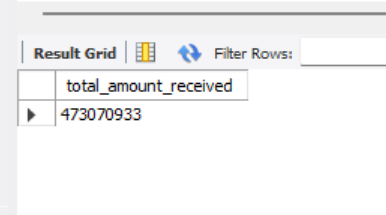 Result Grid Filter Rows:
total_amount_received
473070933